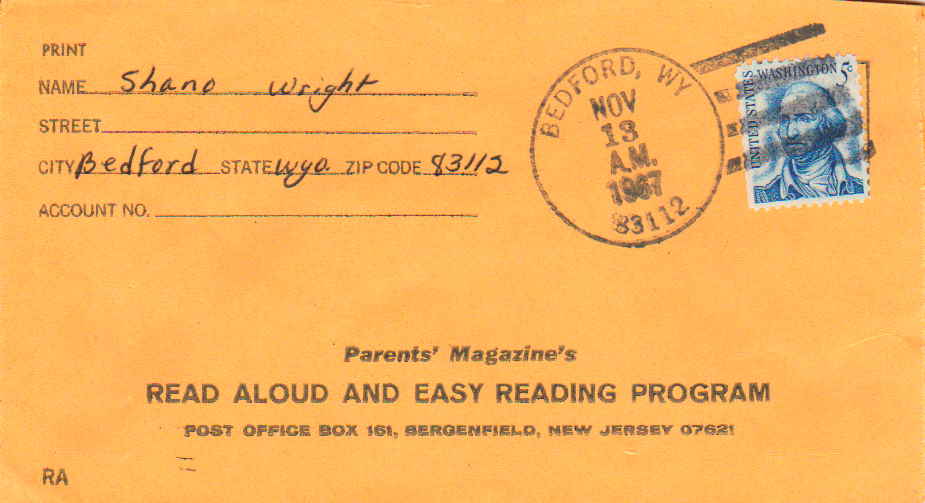 PRINT
NAME Shano Wright
STREET
CITY Bedford STATE Wyo. ZIP CODE 83112
ACCOUNT NO.
BEDFORD, WY
NOV
13
A.M.
1967
83112
UNITED STATES
WASHINGTON 5c
Parents' Magazine's
READ ALOUD AND EASY READING PROGRAM
POST OFFICE BOX 161, BERGENFIELD, NEW JERSEY 07621
RA